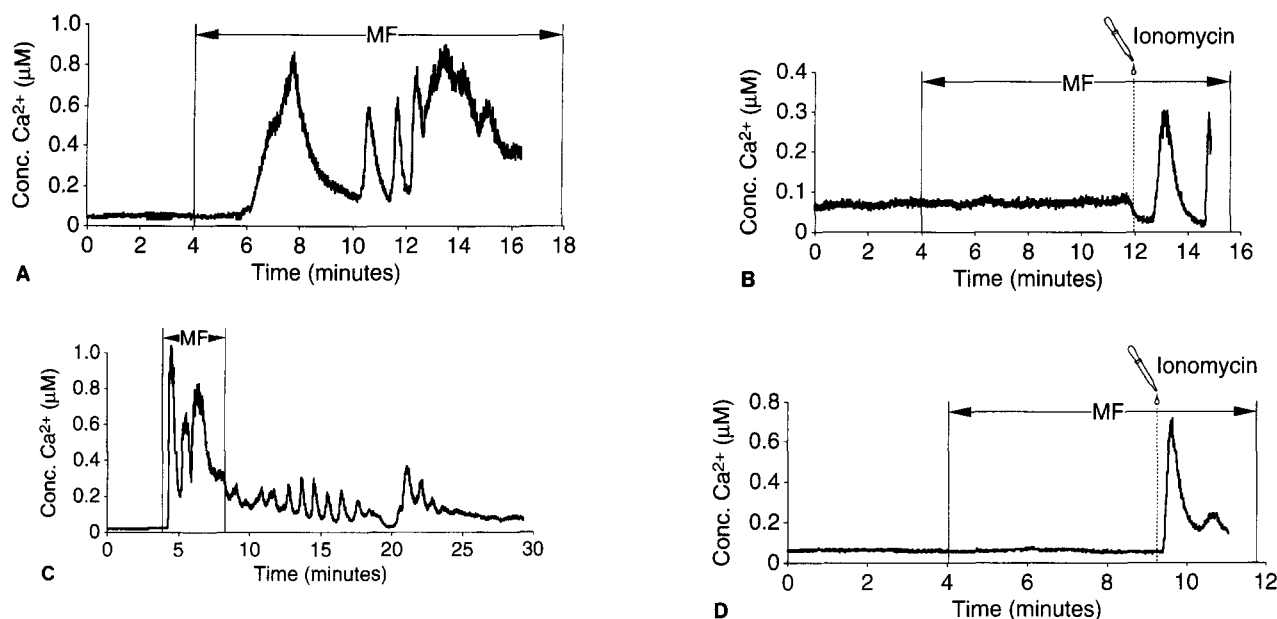 1.0
0.8
0.6
0.4
0.2
0
Conc. Ca²⁺ (μM)
MF
0 2 4 6 8 10 12 14 16 18
Time (minutes)
A
Ionomycin
0.4
0.3
0.2
0.1
0
Conc. Ca²⁺ (μM)
MF
0 2 4 6 8 10 12 14 16
Time (minutes)
B
1.0
0.8
0.6
0.4
0.2
0
Conc. Ca²⁺ (μM)
MF
0 5 10 15 20 25 30
Time (minutes)
C
Ionomycin
0.8
0.6
0.4
0.2
0
Conc. Ca²⁺ (μM)
MF
0 2 4 6 8 10 12
Time (minutes)
D